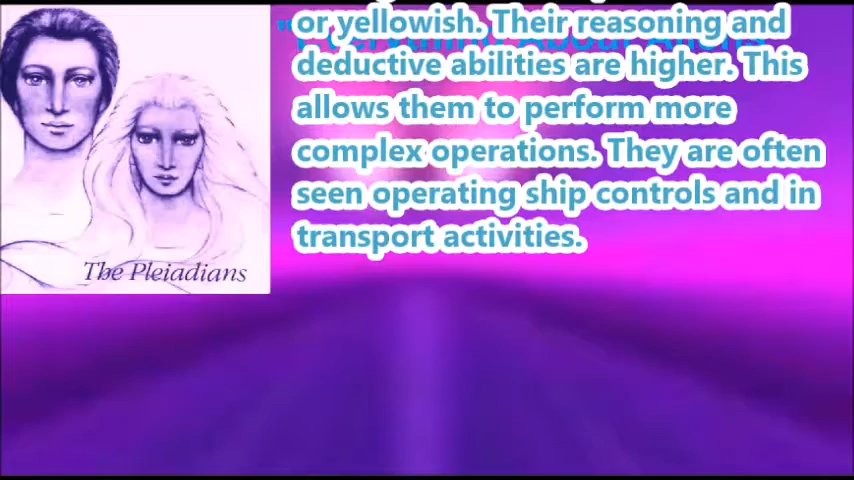 or yellowish. Their reasoning and
deductive abilities are higher. This
allows them to perform more
complex operations. They are often
seen operating ship controls and in
transport activities.
The Pleiadians